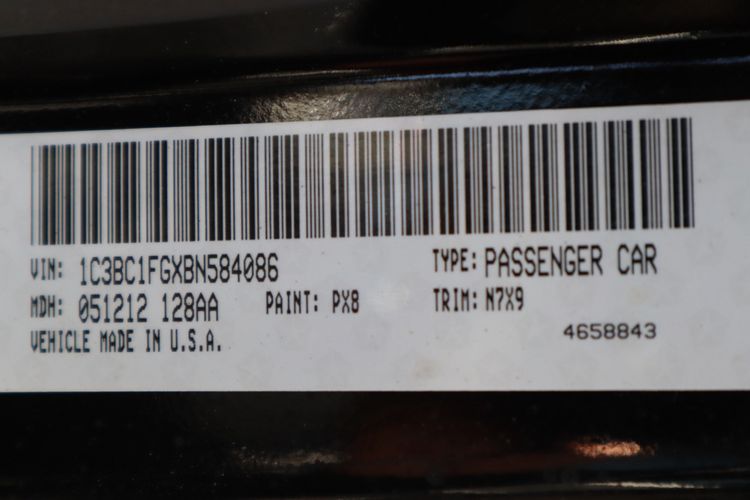 VIN: 1C3BC1FGXBN584086 TYPE: PASSENGER CAR
MDH: 051212 128AA PAINT: PX8 TRIM: N7X9
VEHICLE MADE IN U.S.A. 4658843